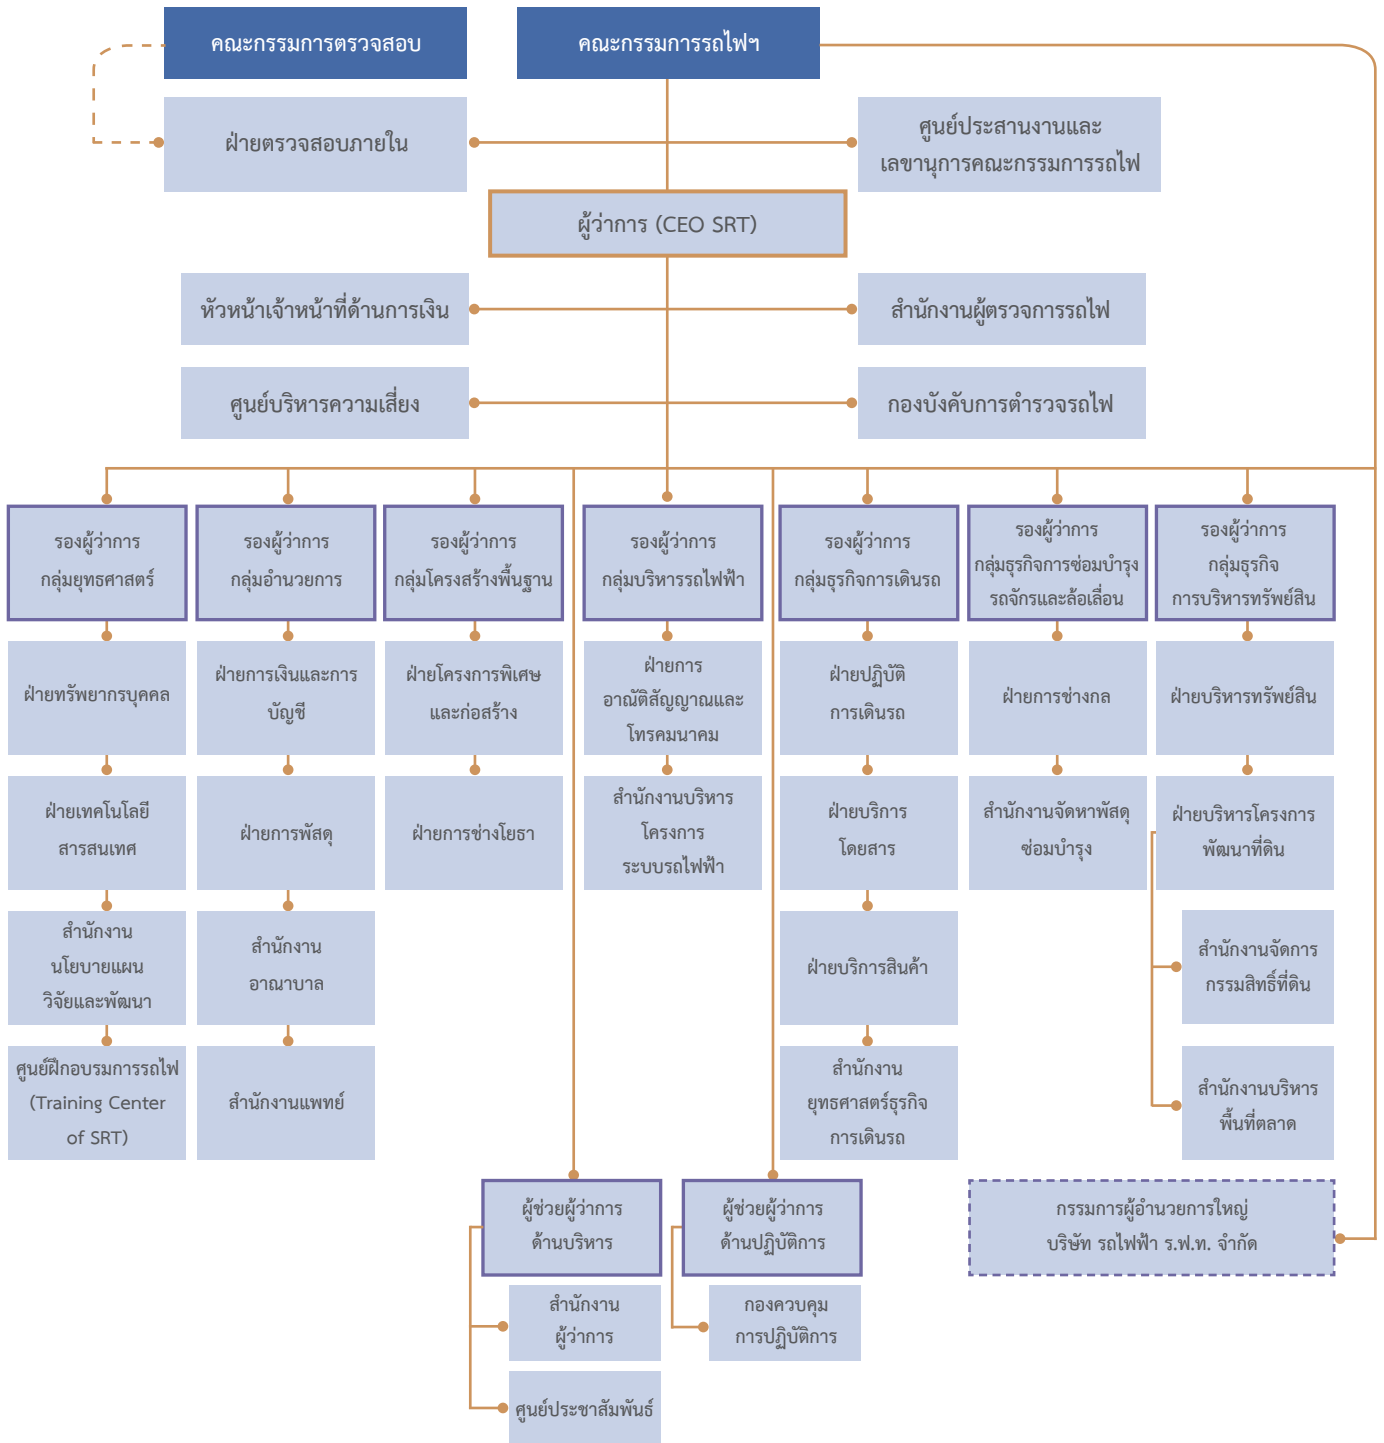 คณะกรรมการตรวจสอบ
คณะกรรมการรถไฟฯ
ฝ่ายตรวจสอบภายใน
ศูนย์ประสานงานและ
เลขานุการคณะกรรมการรถไฟ
ผู้ว่าการ (CEO SRT)
หัวหน้าเจ้าหน้าที่ด้านการเงิน
สำนักงานผู้ตรวจการรถไฟ
ศูนย์บริหารความเสี่ยง
กองบังคับการตำรวจรถไฟ
รองผู้ว่าการ
กลุ่มยุทธศาสตร์
รองผู้ว่าการ
กลุ่มอำนวยการ
รองผู้ว่าการ
กลุ่มโครงสร้างพื้นฐาน
รองผู้ว่าการ
กลุ่มบริหารรถไฟฟ้า
รองผู้ว่าการ
กลุ่มธุรกิจการเดินรถ
รองผู้ว่าการ
กลุ่มธุรกิจการซ่อมบำรุง
รถจักรและล้อเลื่อน
รองผู้ว่าการ
กลุ่มธุรกิจ
การบริหารทรัพย์สิน
ฝ่ายทรัพยากรบุคคล
ฝ่ายการเงินและการ
บัญชี
ฝ่ายโครงการพิเศษ
และก่อสร้าง
ฝ่ายการ
อาณัติสัญญาณและ
โทรคมนาคม
ฝ่ายปฏิบัติ
การเดินรถ
ฝ่ายการช่างกล
ฝ่ายบริหารทรัพย์สิน
ฝ่ายเทคโนโลยี
สารสนเทศ
ฝ่ายการพัสดุ
ฝ่ายการช่างโยธา
สำนักงานบริหาร
โครงการ
ระบบรถไฟฟ้า
ฝ่ายบริการ
โดยสาร
สำนักงานจัดหาพัสดุ
ซ่อมบำรุง
ฝ่ายบริหารโครงการ
พัฒนาที่ดิน
สำนักงาน
นโยบายแผน
วิจัยและพัฒนา
สำนักงาน
อาณาบาล
ฝ่ายบริการสินค้า
สำนักงานจัดการ
กรรมสิทธิ์ที่ดิน
ศูนย์ฝึกอบรมการรถไฟ
(Training Center
of SRT)
สำนักงานแพทย์
สำนักงาน
ยุทธศาสตร์ธุรกิจ
การเดินรถ
สำนักงานบริหาร
พื้นที่ตลาด
ผู้ช่วยผู้ว่าการ
ด้านบริหาร
ผู้ช่วยผู้ว่าการ
ด้านปฏิบัติการ
กรรมการผู้อำนวยการใหญ่
บริษัท รถไฟฟ้า ร.ฟ.ท. จำกัด
สำนักงาน
ผู้ว่าการ
กองควบคุม
การปฏิบัติการ
ศูนย์ประชาสัมพันธ์